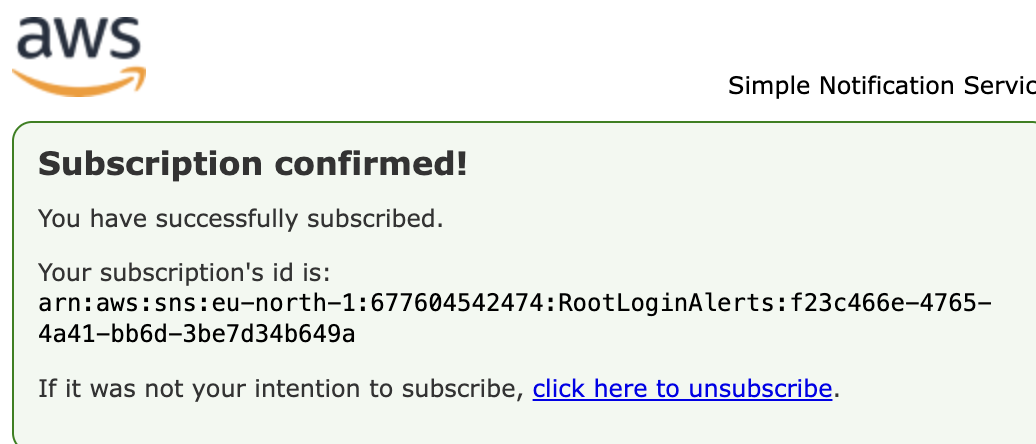 aws
Simple Notification Servic
Subscription confirmed!
You have successfully subscribed.
Your subscription's id is:
arn:aws:sns:eu-north-1:677604542474:RootLoginAlerts:f23c466e-4765-
4a41-bb6d-3be7d34b649a
If it was not your intention to subscribe, click here to unsubscribe.